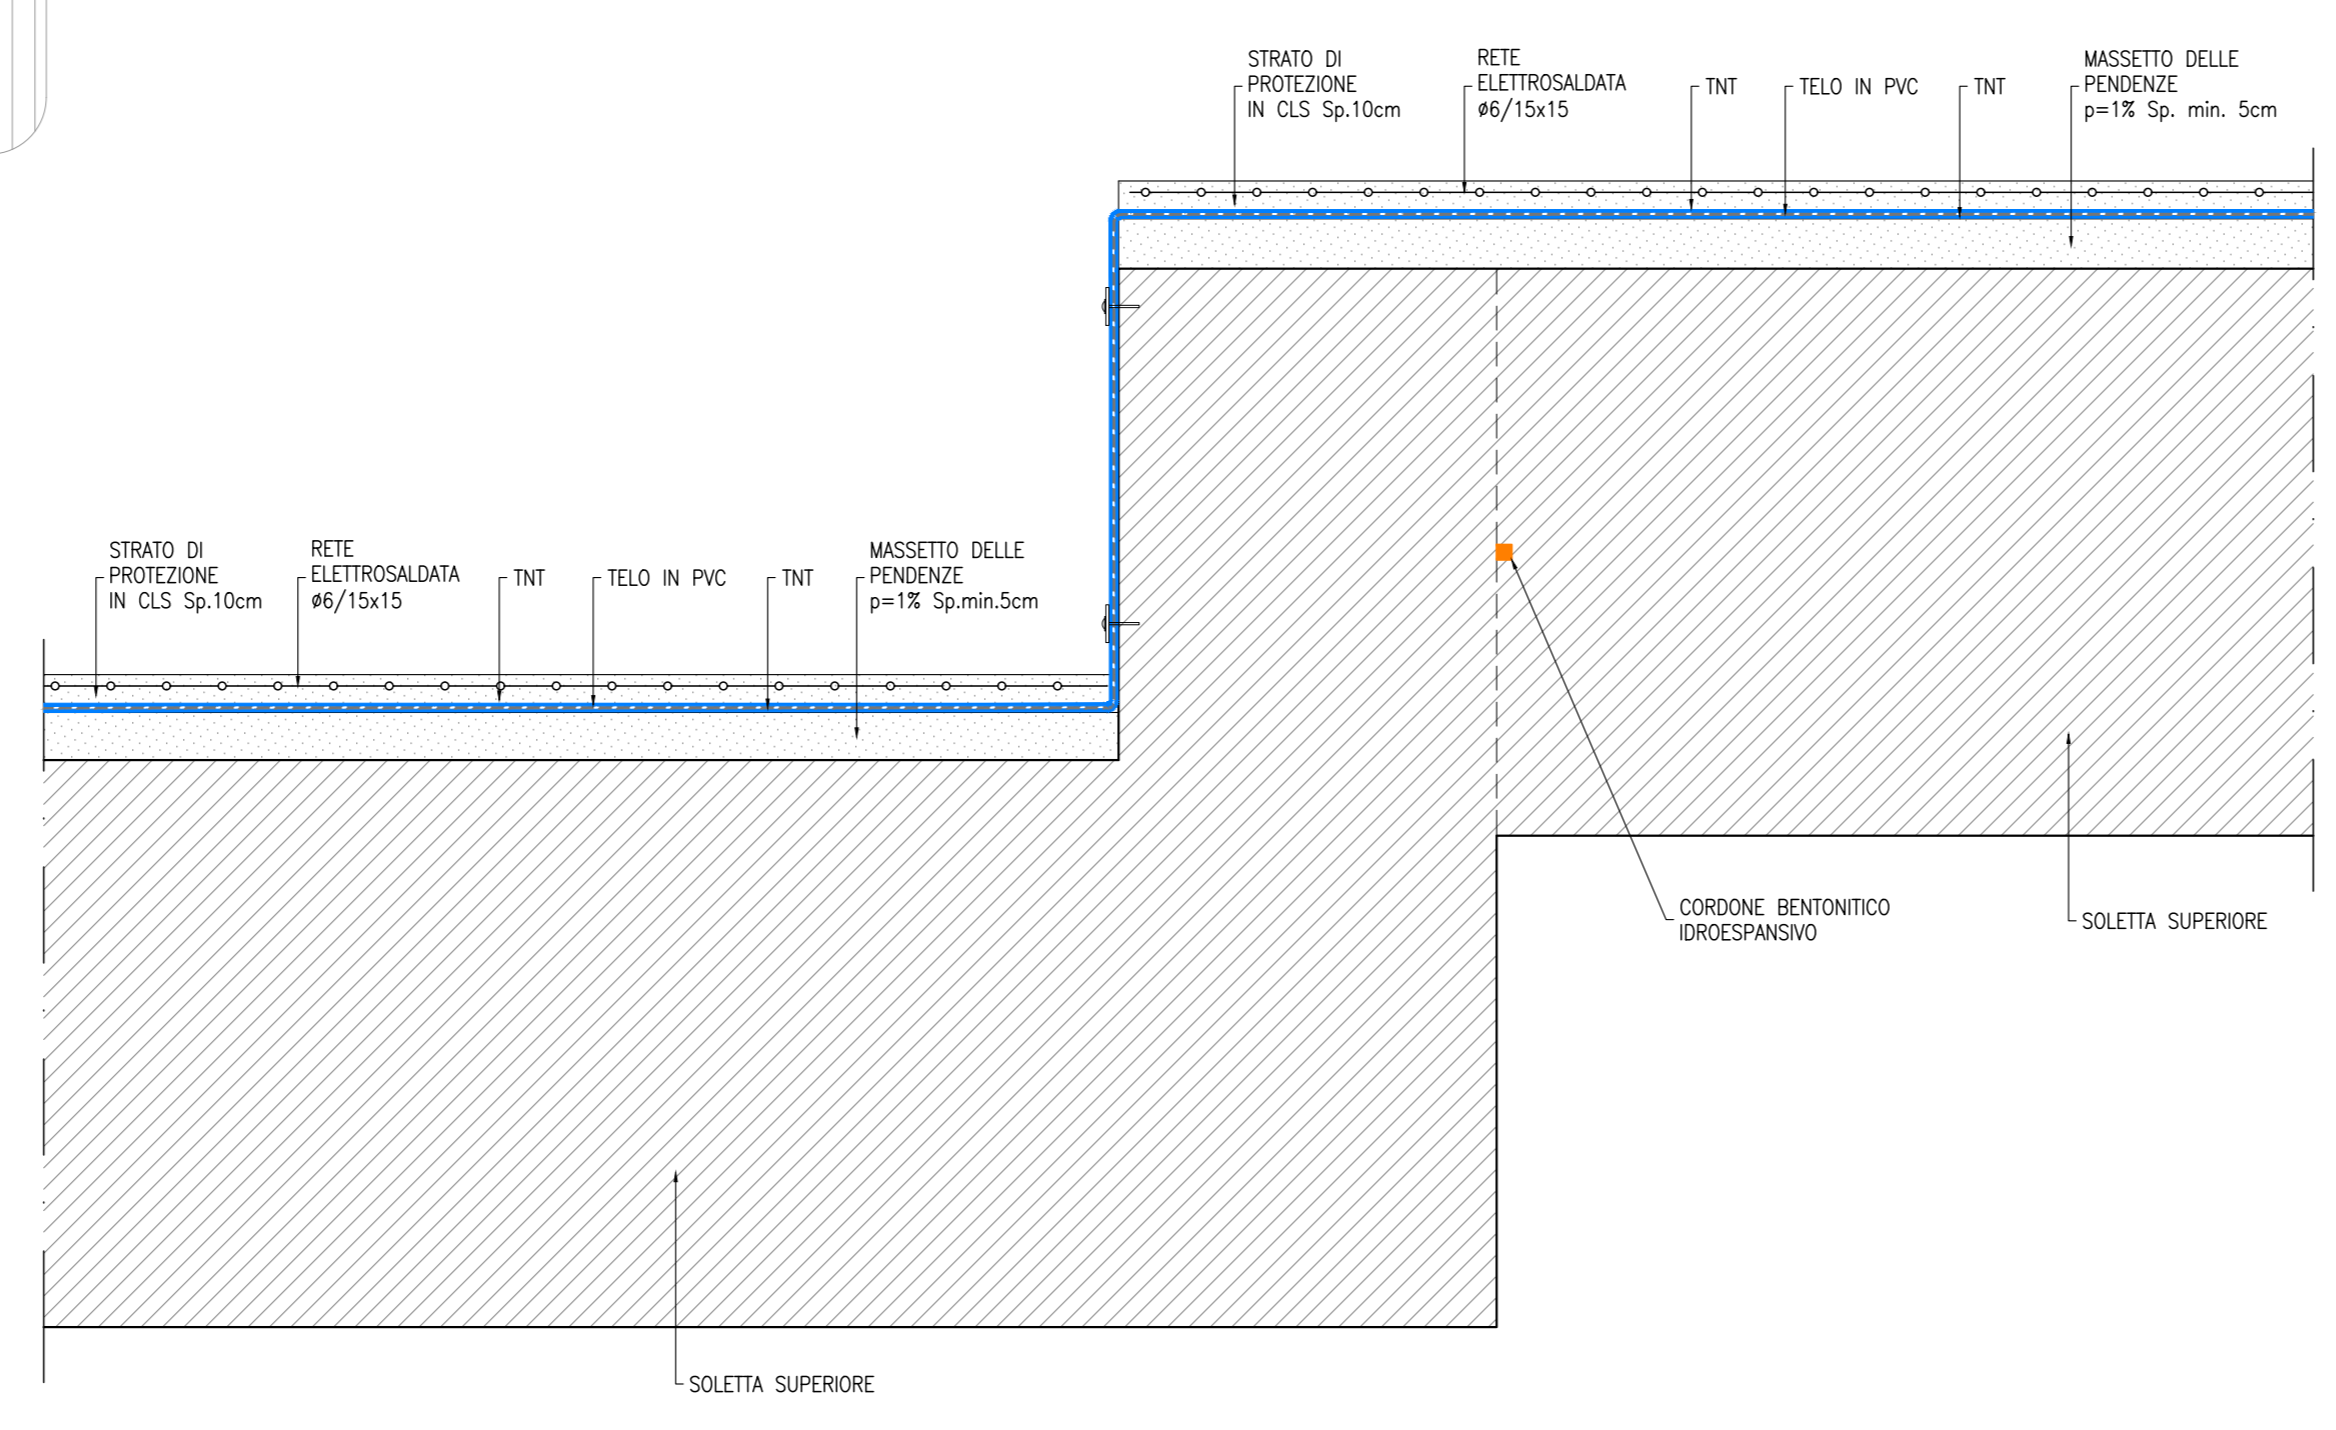 STRATO DI
PROTEZIONE
IN CLS Sp.10cm
RETE
ELETTROSALDATA
ø6/15x15
TNT
TELO IN PVC
TNT
MASSETTO DELLE
PENDENZE
p=1% Sp. min. 5cm
STRATO DI
PROTEZIONE
IN CLS Sp.10cm
RETE
ELETTROSALDATA
ø6/15x15
TNT
TELO IN PVC
TNT
MASSETTO DELLE
PENDENZE
p=1% Sp.min.5cm
CORDONE BENTONITICO
IDROESPANSIVO
SOLETTA SUPERIORE
SOLETTA SUPERIORE